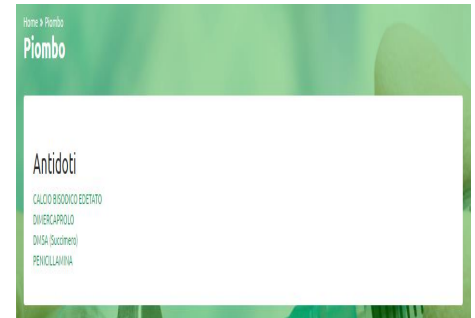 Home » Piombo
Piombo
Antidoti
CALCIO BISODICO EDETATO
DIMERCAPROLO
DMSA (Succimero)
PENICILLAMINA